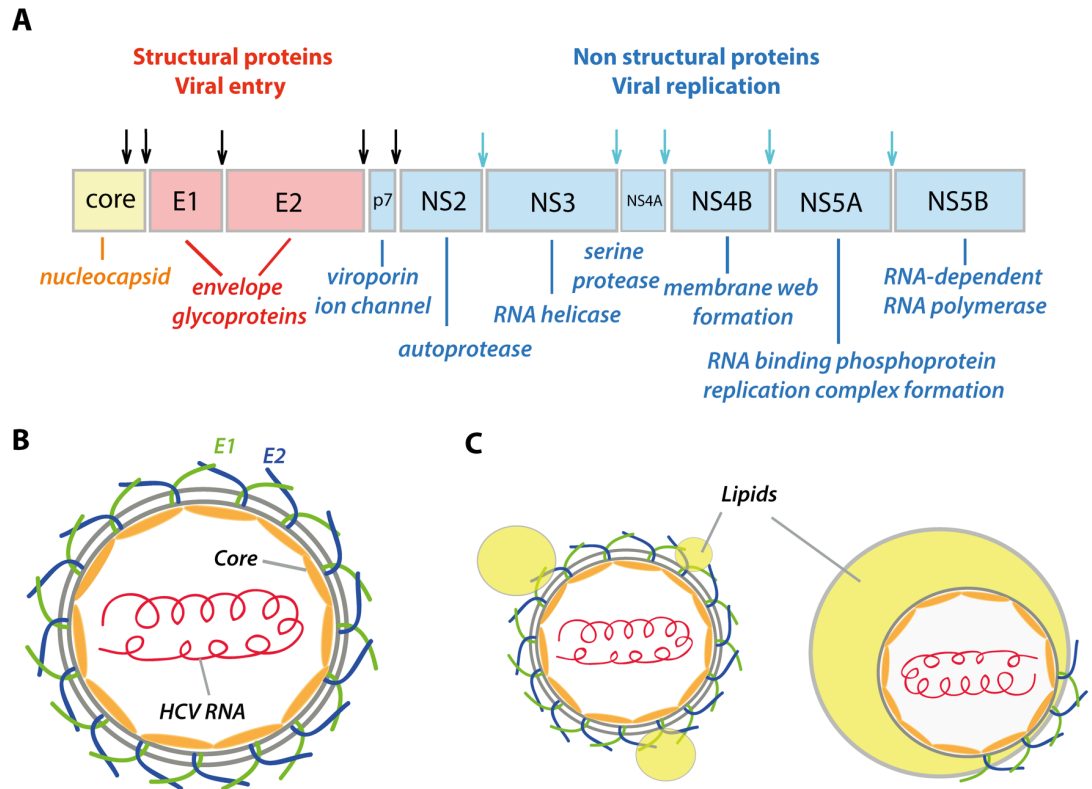 A
Structural proteins
Viral entry
Non structural proteins
Viral replication
core
E1
E2
p7
NS2
NS3
NS4A
NS4B
NS5A
NS5B
nucleocapsid
envelope
glycoproteins
viroporin
ion channel
autoprotease
RNA helicase
serine
protease
membrane web
formation
RNA binding phosphoprotein
replication complex formation
RNA-dependent
RNA polymerase
B
E1
E2
Core
HCV RNA
C
Lipids